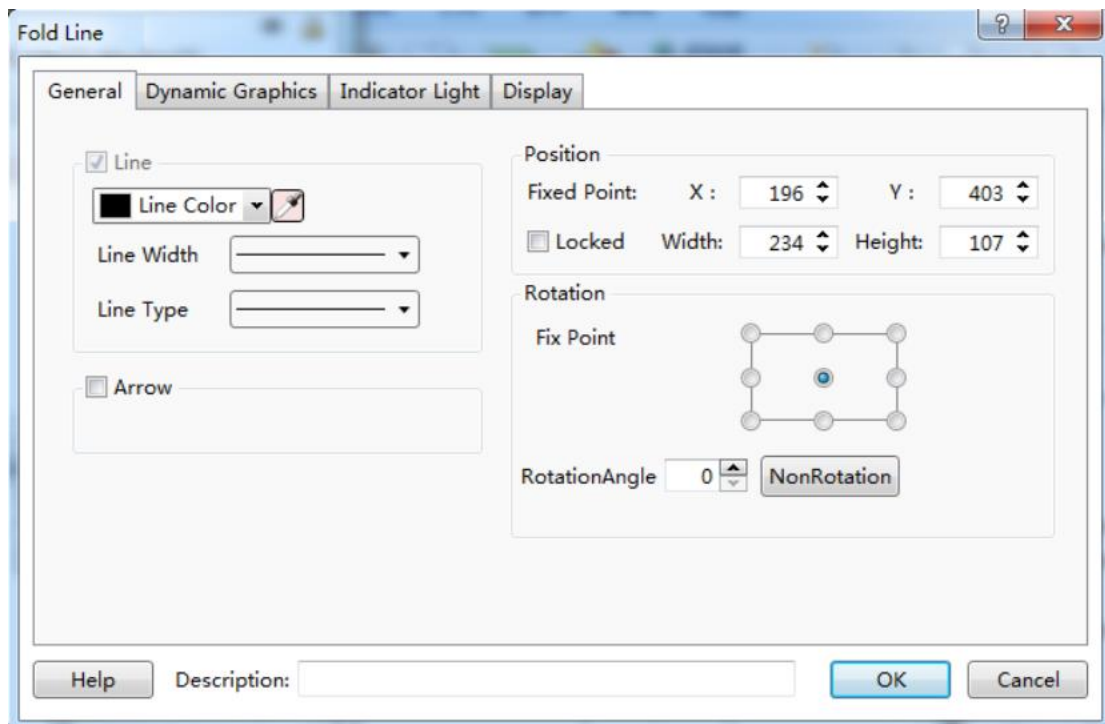 Fold Line
General Dynamic Graphics Indicator Light Display
Line
Line Color
Line Width
Line Type
Arrow
Position
Fixed Point: X : 196 Y : 403
Locked Width: 234 Height: 107
Rotation
Fix Point
RotationAngle 0 NonRotation
Help Description: OK Cancel